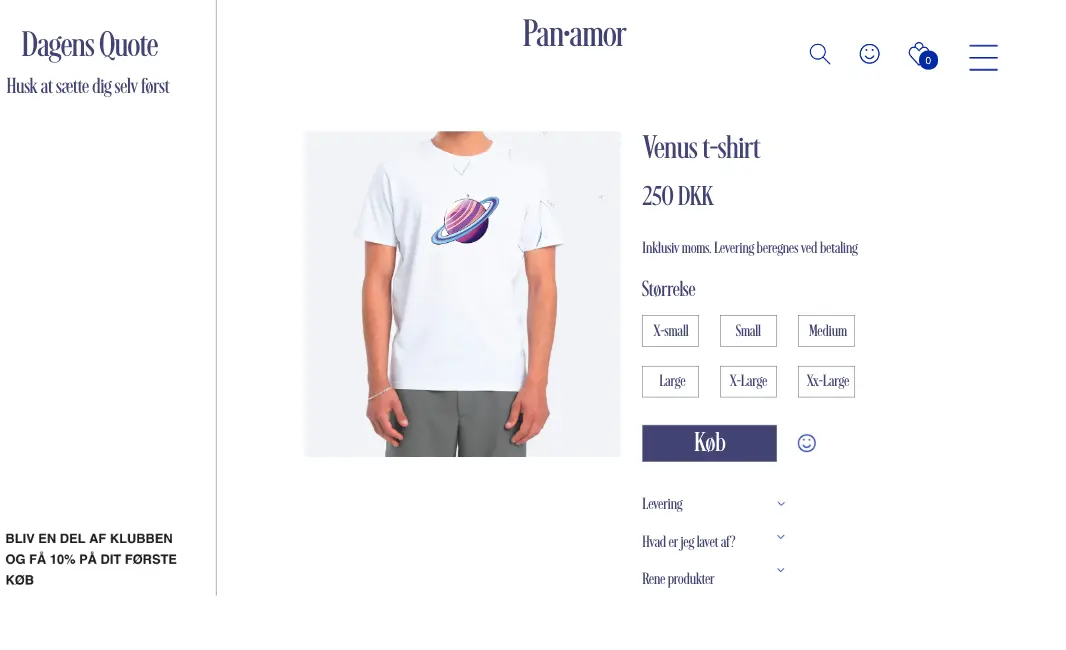 Dagens Quote
Husk at sætte dig selv først
BLIV EN DEL AF KLUBBEN
OG FÅ 10% PÅ DIT FØRSTE
KØB
Pan·amor
0
Venus t-shirt
250 DKK
Inklusiv moms. Levering beregnes ved betaling
Størrelse
X-small Small Medium
Large X-Large Xx-Large
Køb
Levering
Hvad er jeg lavet af?
Rene produkter